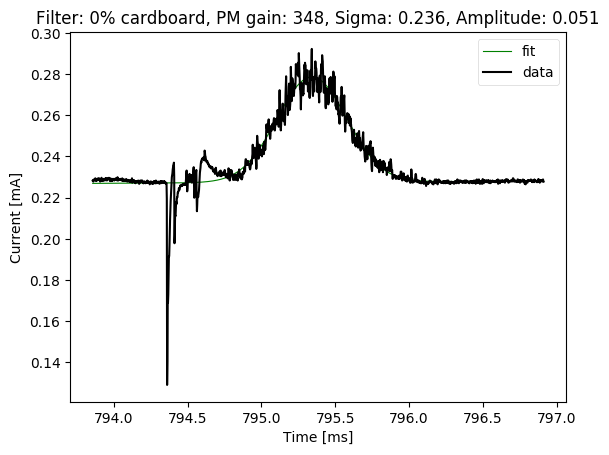 Filter: 0% cardboard, PM gain: 348, Sigma: 0.236, Amplitude: 0.051
0.30
fit
data
0.28
0.26
0.24
0.22
0.20
0.18
0.16
0.14
Current [mA]
794.0 794.5 795.0 795.5 796.0 796.5 797.0
Time [ms]